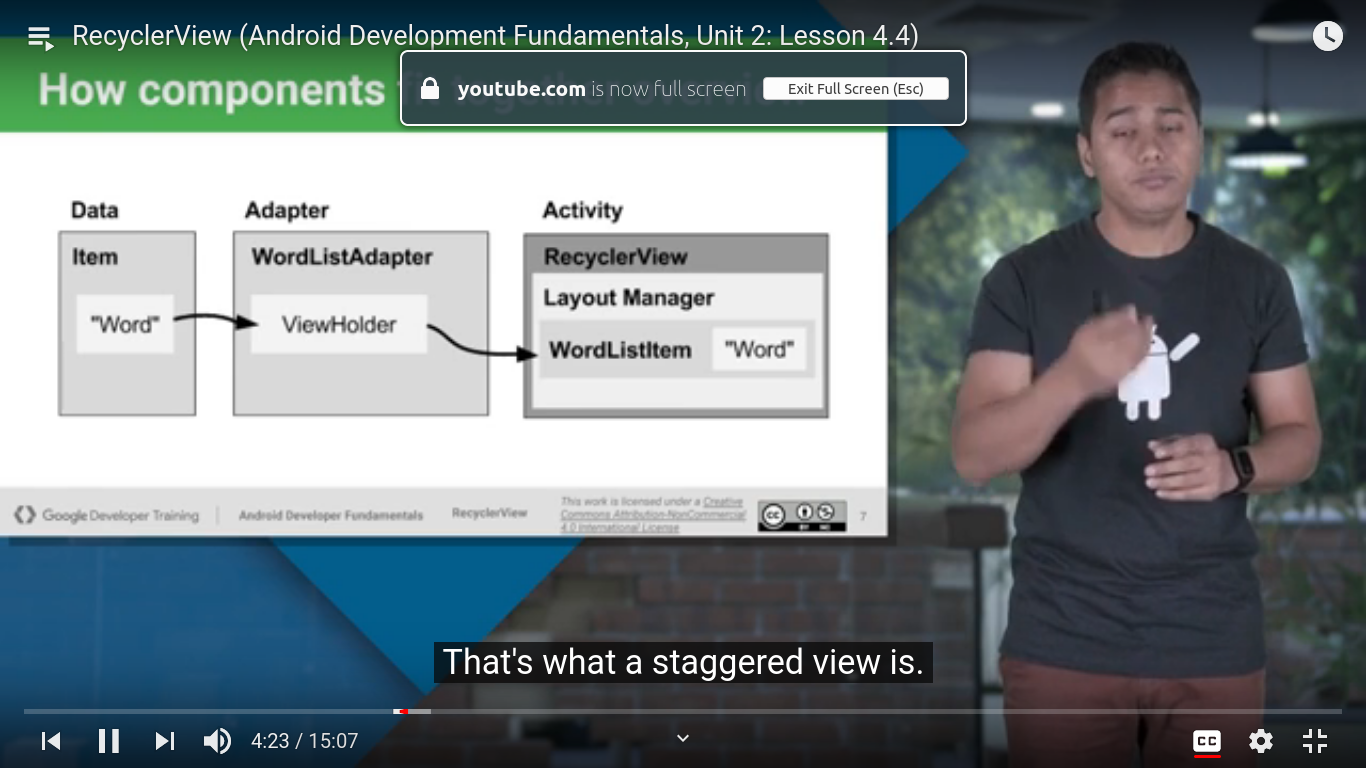 RecyclerView (Android Development Fundamentals, Unit 2: Lesson 4.4)
youtube.com is now full screen
Exit Full Screen (Esc)
How components
Data
Adapter
Activity
Item
WordListAdapter
RecyclerView
Layout Manager
"Word"
ViewHolder
WordListItem
"Word"
Google Developer Training
Android Developer Fundamentals
RecyclerView
This work is licensed under a Creative
Commons Attribution-NonCommercial
4.0 International License
cc
BY NC
7
That's what a staggered view is.
4:23 / 15:07
CC